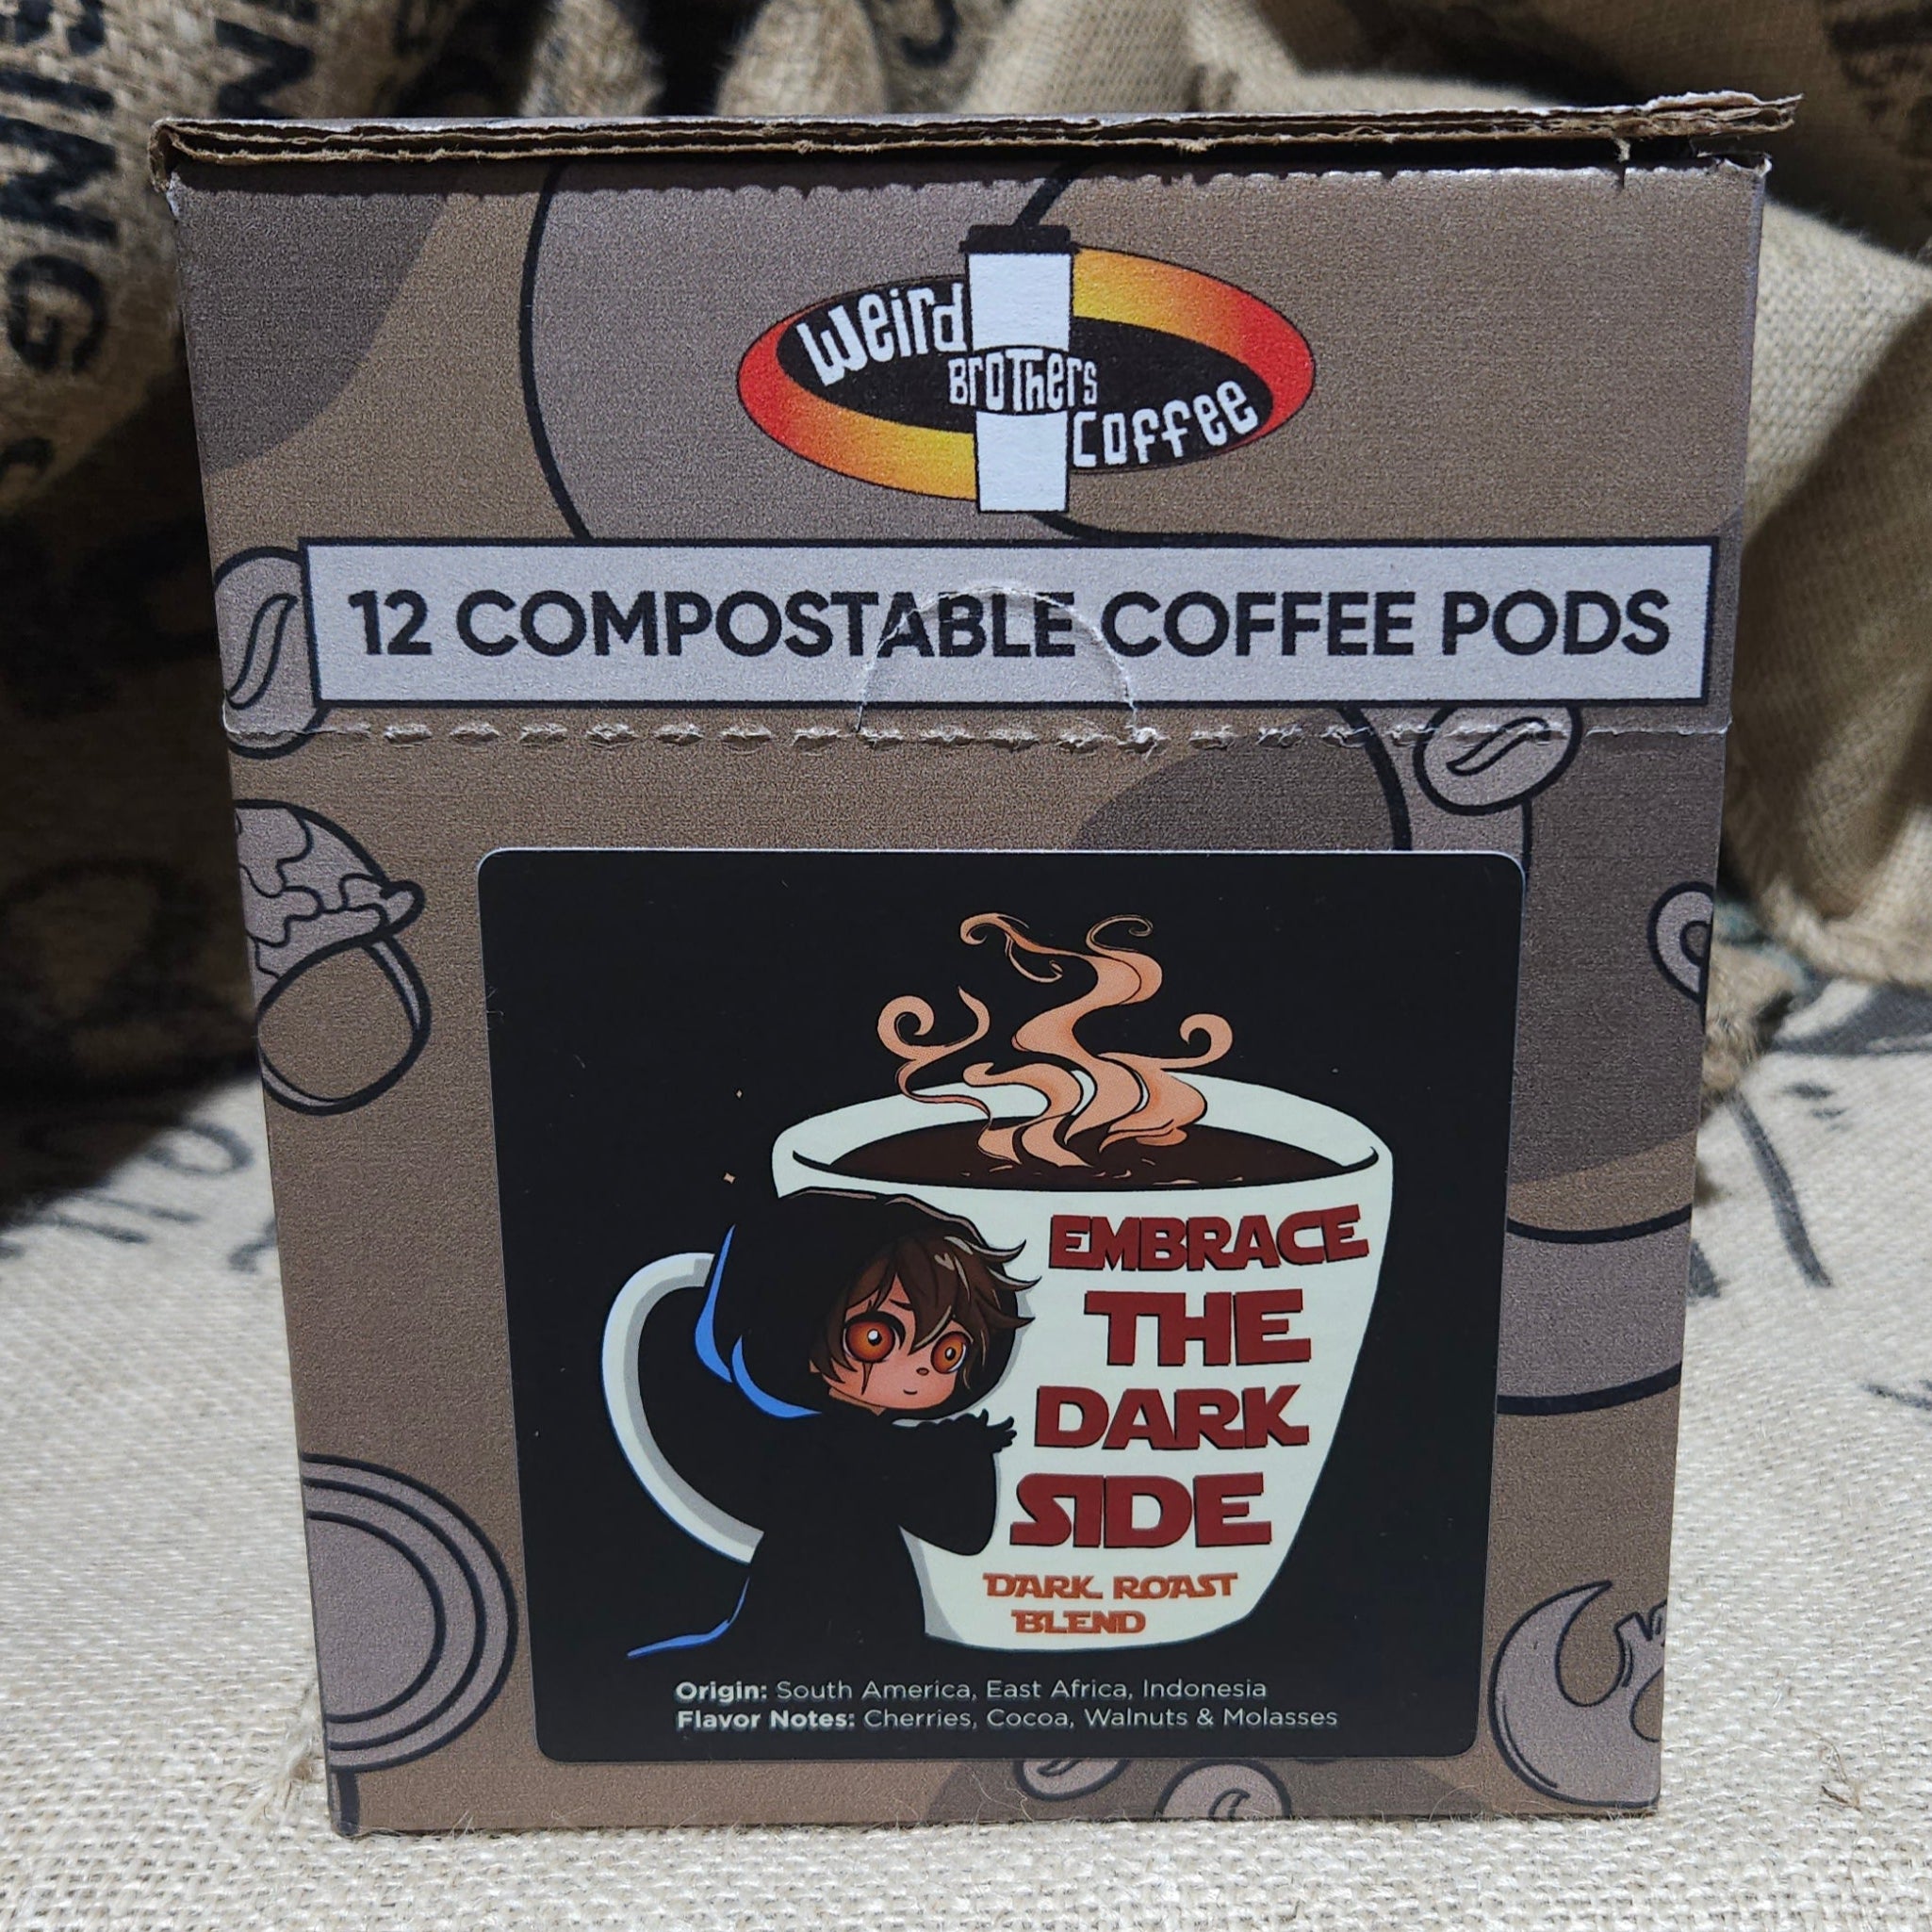 Weird
Brothers
Coffee
12 COMPOSTABLE COFFEE PODS
EMBRACE
THE
DARK
SIDE
DARK ROAST
BLEND
Origin: South America, East Africa, Indonesia
Flavor Notes: Cherries, Cocoa, Walnuts & Molasses